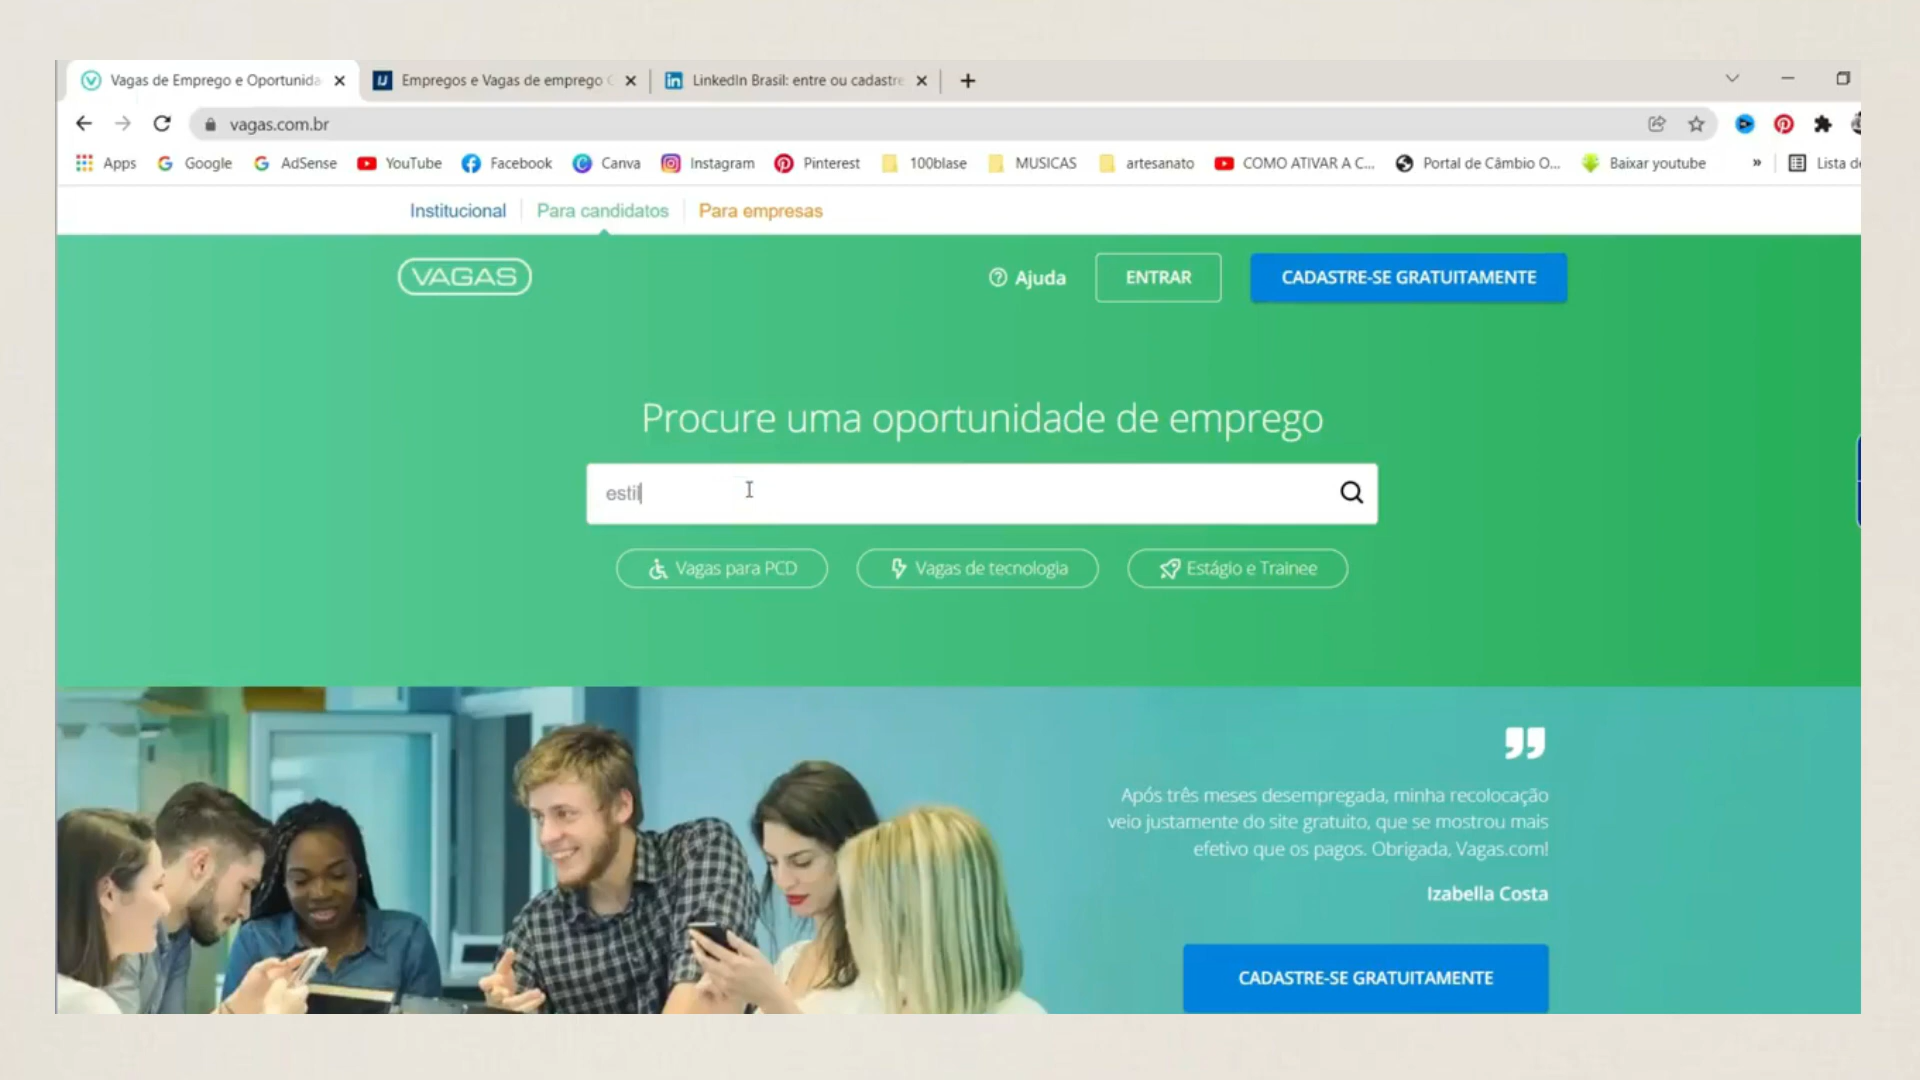 Vagas de Emprego e Oportunida
Empregos e Vagas de emprego
LinkedIn Brasil: entre ou cadastre
vagas.com.br
Apps
Google
AdSense
YouTube
Facebook
Canva
Instagram
Pinterest
100blase
MUSICAS
artesanato
COMO ATIVAR A C...
Portal de Câmbio O...
Baixar youtube
»
Lista de
Institucional
Para candidatos
Para empresas
VAGAS
Ajuda
ENTRAR
CADASTRE-SE GRATUITAMENTE
Procure uma oportunidade de emprego
estil
Vagas para PCD
Vagas de tecnologia
Estágio e Trainee
Após três meses desempregada, minha recolocação
veio justamente do site gratuito, que se mostrou mais
efetivo que os pagos. Obrigada, Vagas.com!
Izabella Costa
CADASTRE-SE GRATUITAMENTE